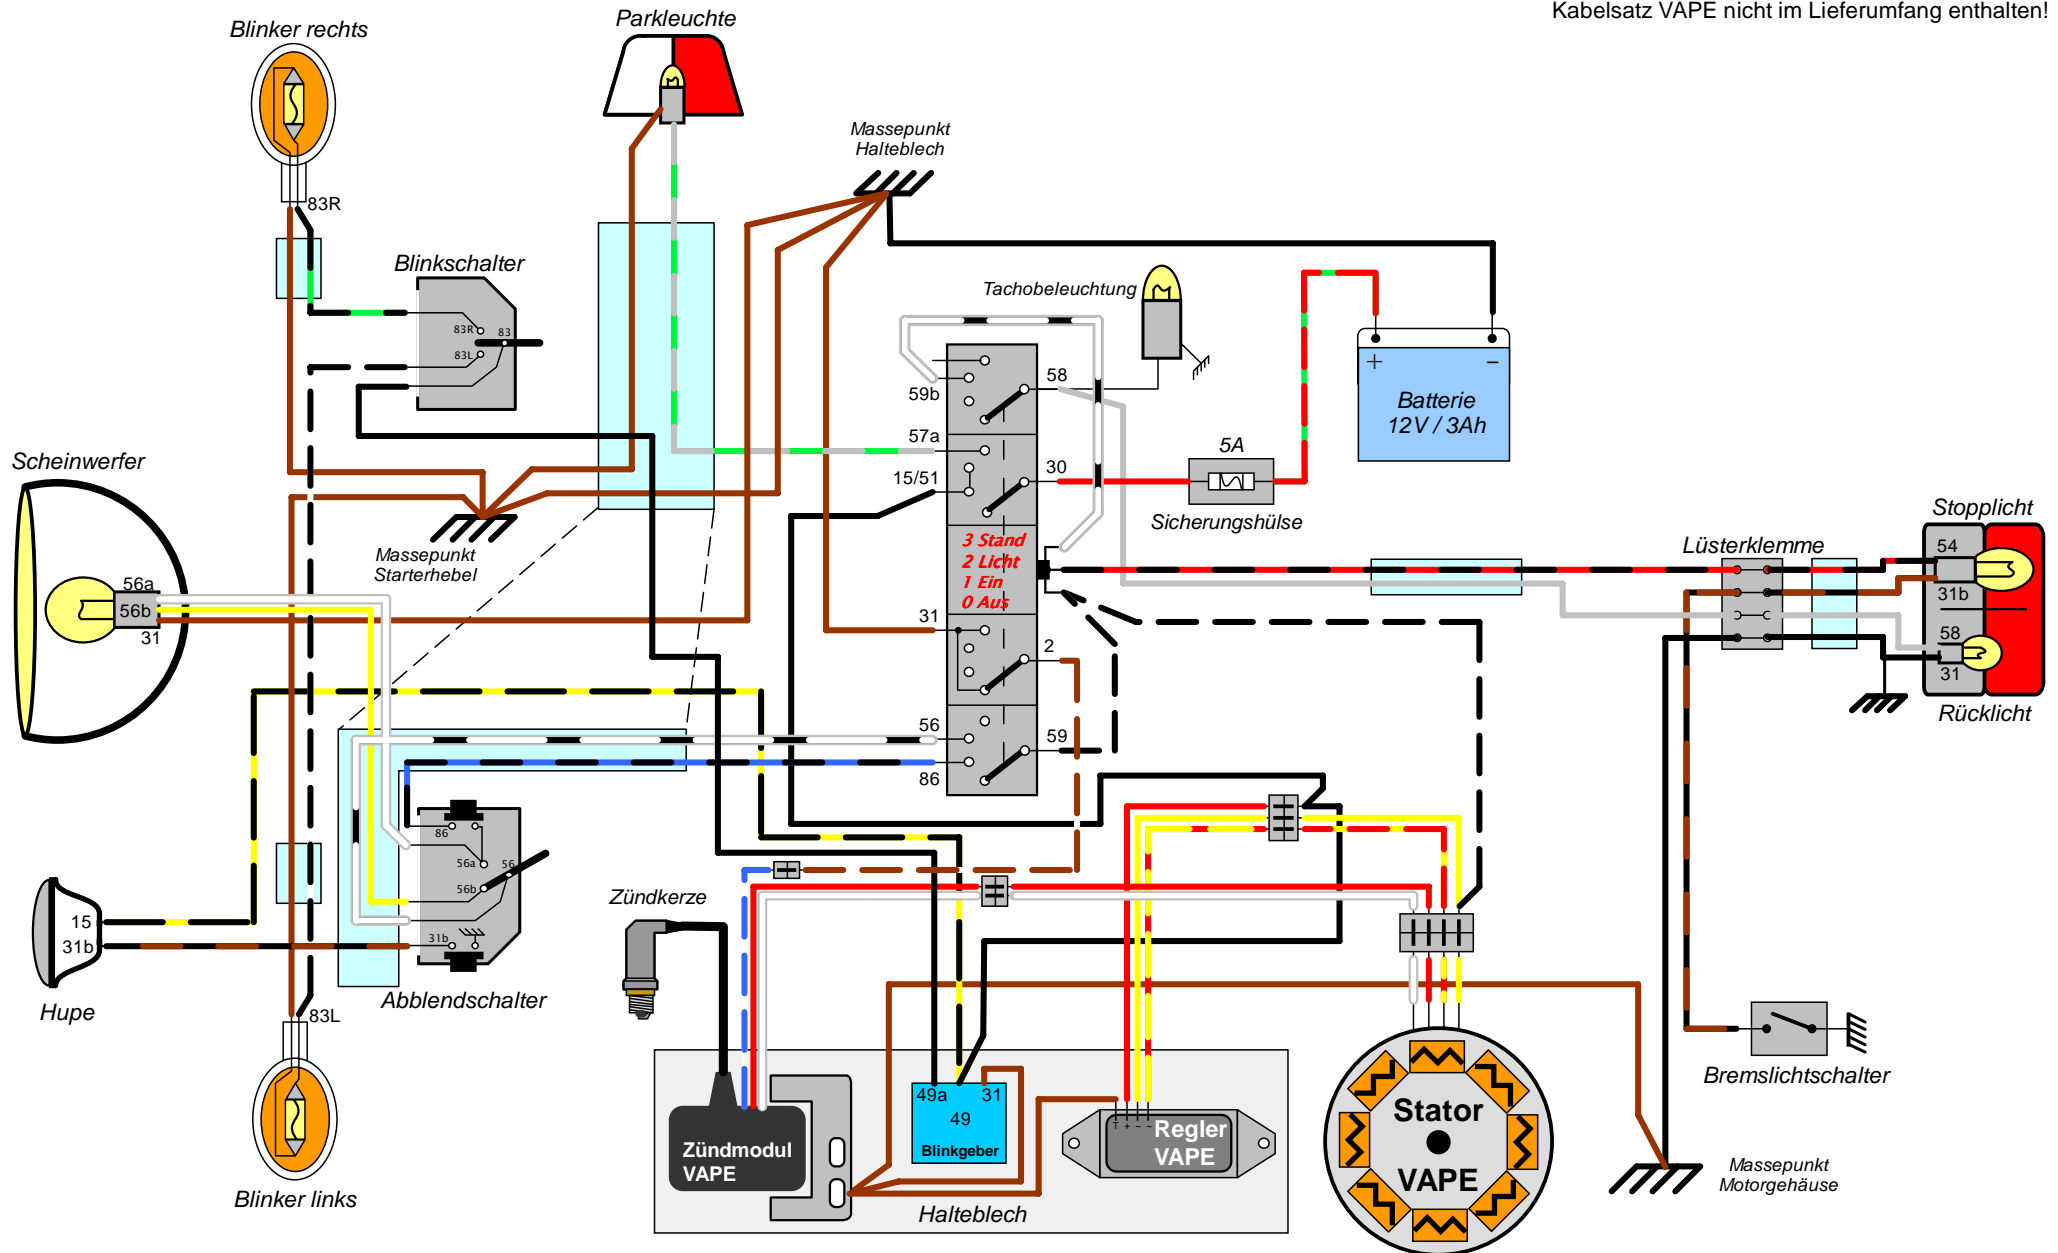 Kabelsatz VAPE nicht im Lieferumfang enthalten!
Parkleuchte
Blinker rechts
83R
Massepunkt
Halteblech
Blinkschalter
83R
83
83L
Tachobeleuchtung
+
−
Batterie
12V / 3Ah
58
59b
57a
15/51
30
5A
Sicherungshülse
3 Stand
2 Licht
1 Ein
0 Aus
31
2
56
59
86
Scheinwerfer
56a
56b
31
Massepunkt
Starterhebel
Stopplicht
Lüsterklemme
54
31b
58
31
Rücklicht
86
56a
56
56b
31b
Abblendschalter
15
31b
Hupe
Zündkerze
83L
Blinker links
Zündmodul
VAPE
49a
31
49
Blinkgeber
Halteblech
+
−
−
Regler
VAPE
Stator
VAPE
Bremslichtschalter
Massepunkt
Motorgehäuse